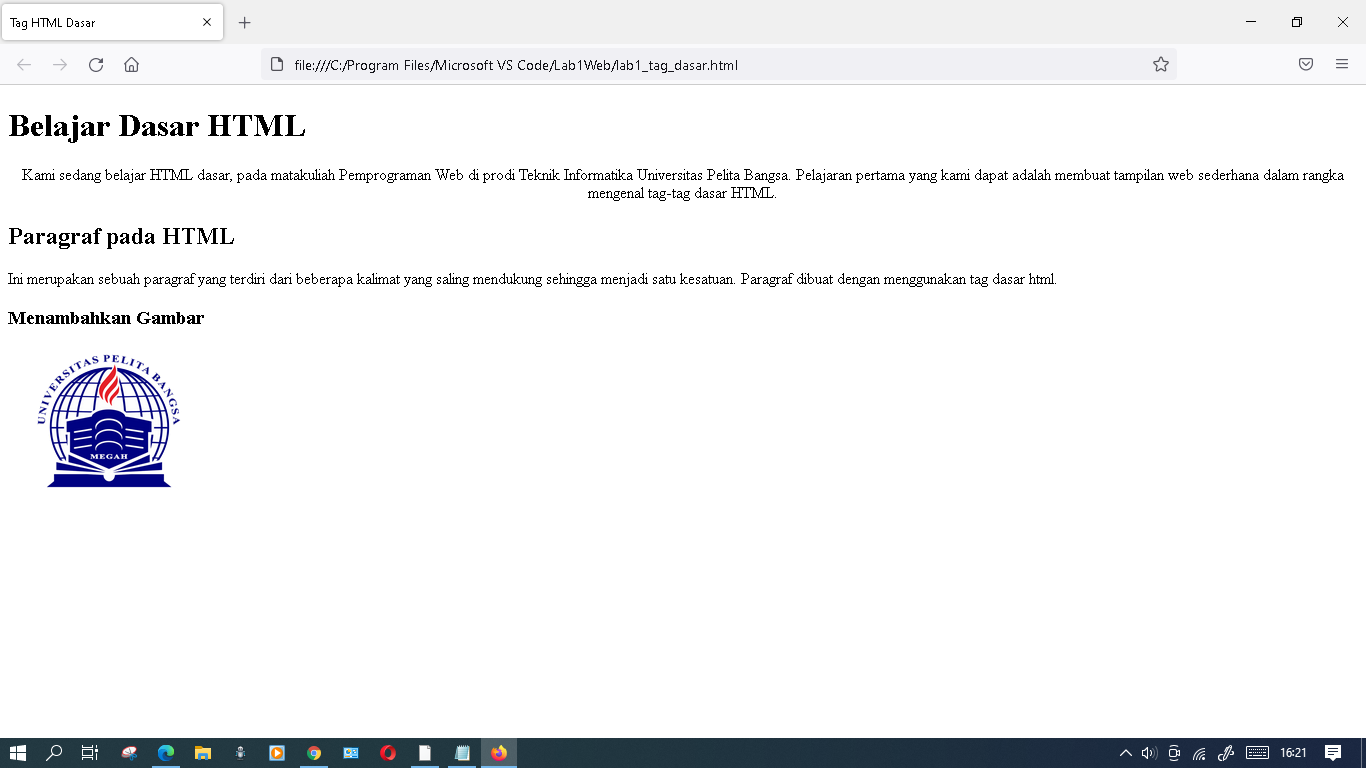 Tag HTML Dasar
file:///C:/Program Files/Microsoft VS Code/Lab1Web/lab1_tag_dasar.html
Belajar Dasar HTML
Kami sedang belajar HTML dasar, pada matakuliah Pemprograman Web di prodi Teknik Informatika Universitas Pelita Bangsa. Pelajaran pertama yang kami dapat adalah membuat tampilan web sederhana dalam rangka
mengenal tag-tag dasar HTML.
Paragraf pada HTML
Ini merupakan sebuah paragraf yang terdiri dari beberapa kalimat yang saling mendukung sehingga menjadi satu kesatuan. Paragraf dibuat dengan menggunakan tag dasar html.
Menambahkan Gambar
UNIVERSITAS PELITA BANGSA
MEGAH
16:21